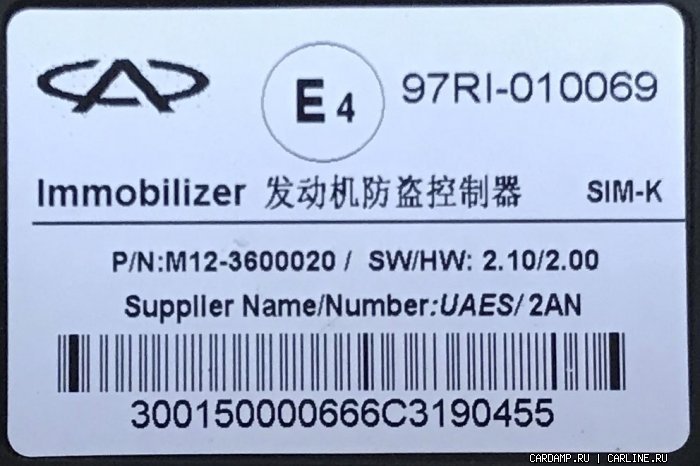 E4 97RI-010069
Immobilizer 发动机防盗控制器 SIM-K
P/N:M12-3600020 / SW/HW: 2.10/2.00
Supplier Name/Number:UAES/ 2AN
300150000666C3190455
CARDAMP.RU | CARLINE.RU